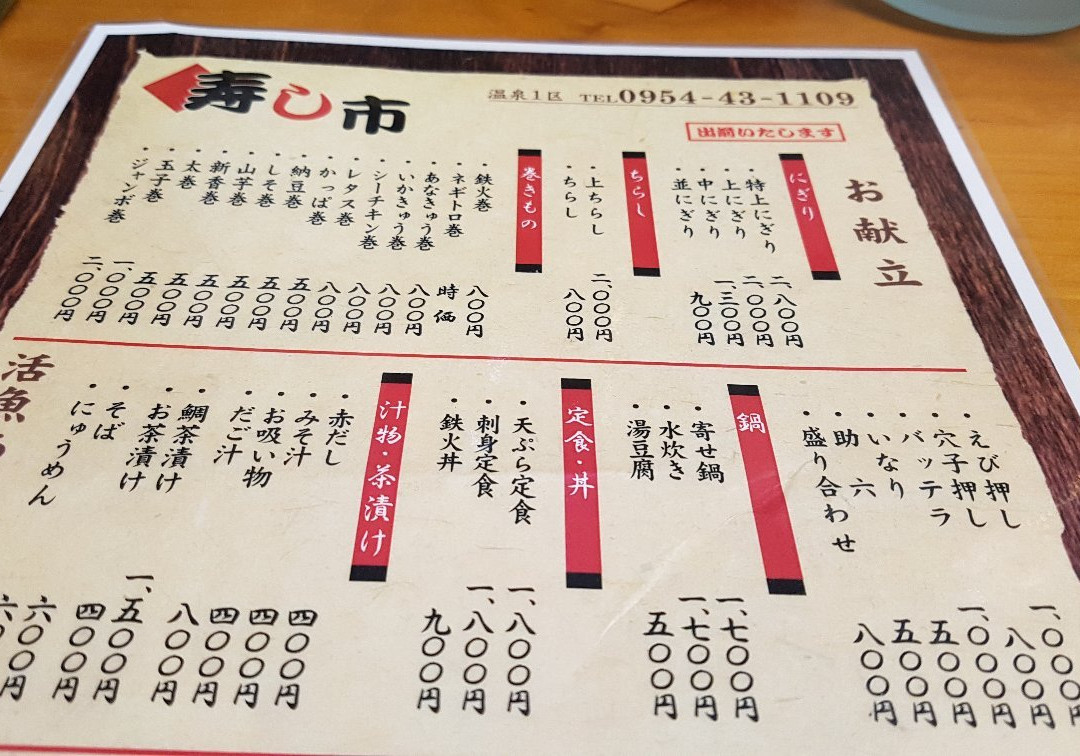 寿し市
温泉1区 TEL0954-43-1109
出前いたします
お献立
にぎり
・特上にぎり 二、八〇〇円
・上にぎり 二、〇〇〇円
・中にぎり 一、三〇〇円
・並にぎり 九〇〇円
ちらし
・上ちらし 二、〇〇〇円
・ちらし 八〇〇円
巻きもの
・鉄火巻 八〇〇円
・ネギトロ巻 時価
・あなきゅう巻 八〇〇円
・いかきゅう巻 八〇〇円
・シーチキン巻 八〇〇円
・レタス巻 八〇〇円
・かっぱ巻 五〇〇円
・納豆巻 五〇〇円
・しそ巻 五〇〇円
・山芋巻 五〇〇円
・新香巻 五〇〇円
・太巻 五〇〇円
・玉子巻 一、〇〇〇円
・ジャンボ巻 二、〇〇〇円
・えび押し 一、〇〇〇円
・穴子押し 八〇〇円
・バッテラ 一、〇〇〇円
・いなり 五〇〇円
・助六 五〇〇円
・盛り合わせ 八〇〇円
鍋
・寄せ鍋 一、七〇〇円
・水炊き 一、七〇〇円
・湯豆腐 五〇〇円
定食・丼
・天ぷら定食 一、八〇〇円
・刺身定食 一、八〇〇円
・鉄火丼 九〇〇円
汁物・茶漬け
・赤だし 四〇〇円
・みそ汁 四〇〇円
・お吸い物 四〇〇円
・だご汁 八〇〇円
・鯛茶漬け 一、五〇〇円
・お茶漬け 四〇〇円
・そば 六〇〇円
・にゅうめん 六〇〇円
活魚